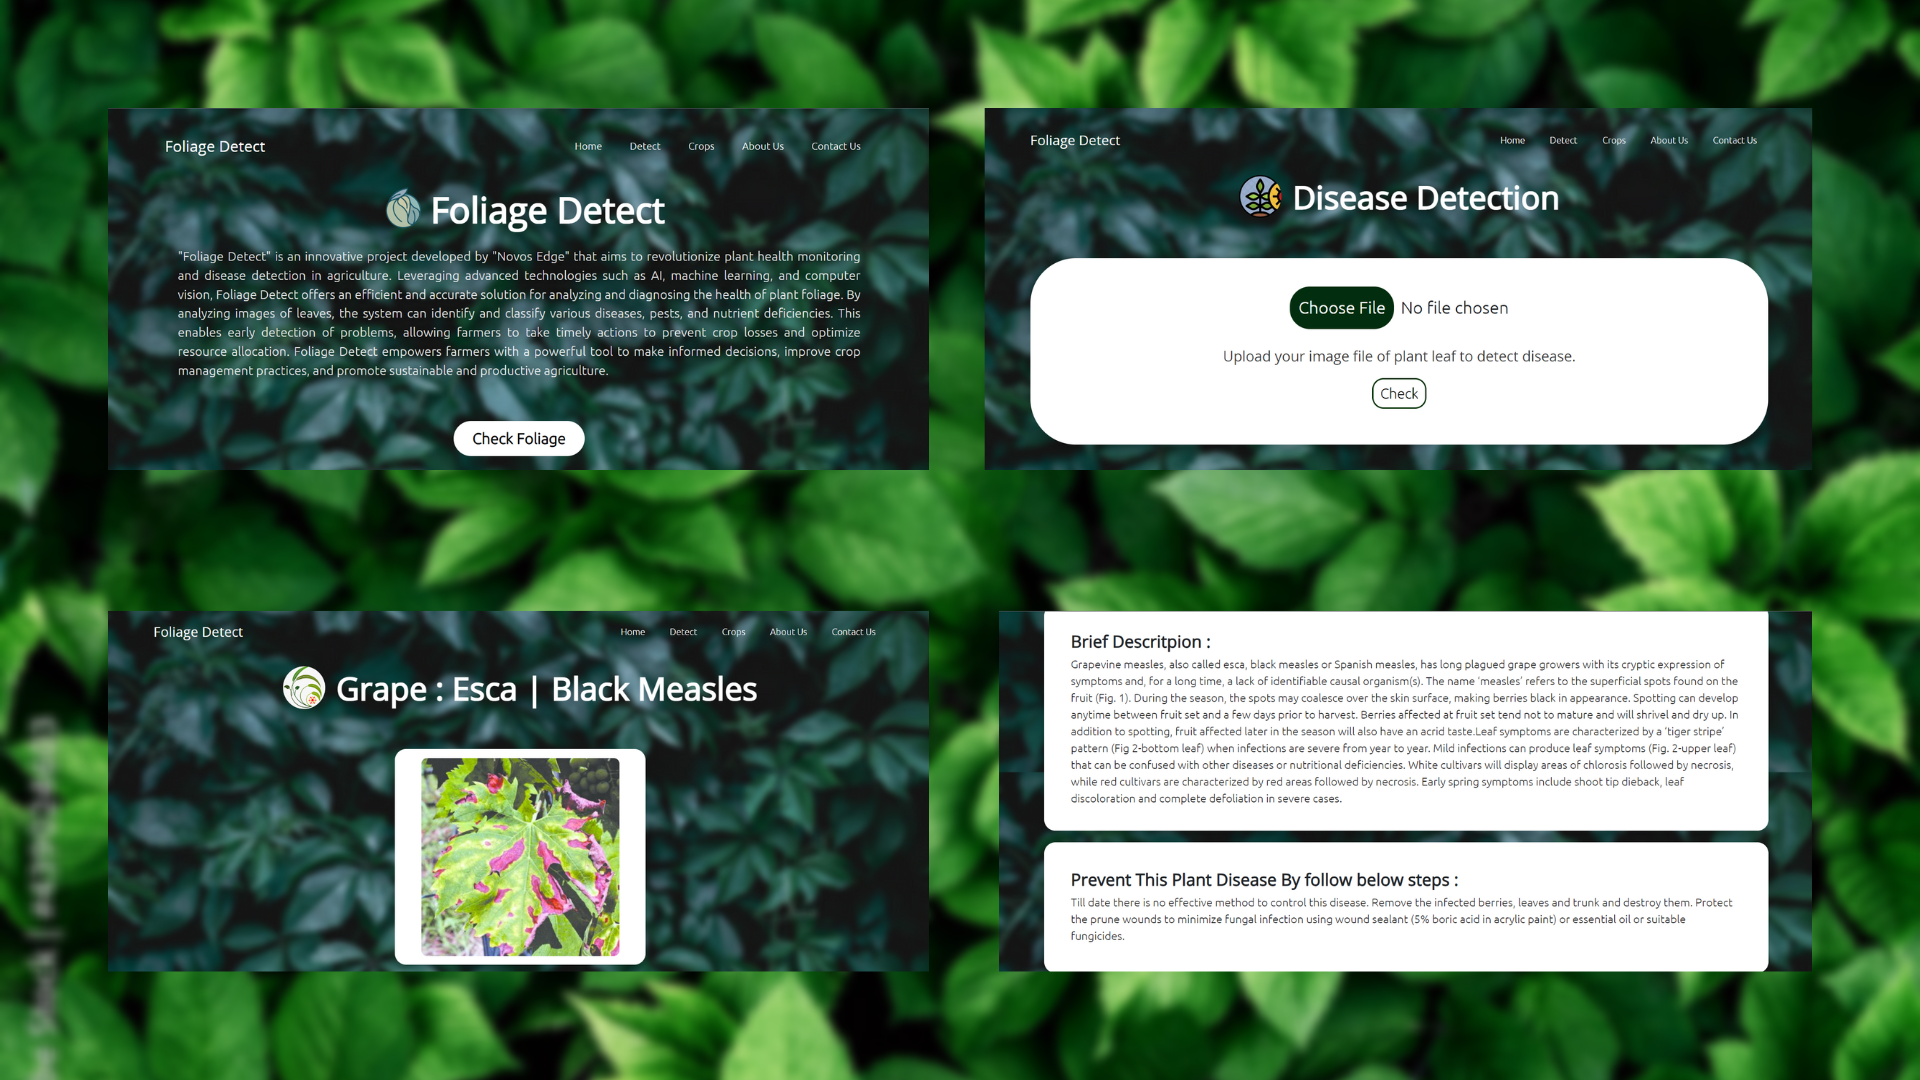 Foliage Detect
Home Detect Crops About Us Contact Us
Foliage Detect
"Foliage Detect" is an innovative project developed by "Novos Edge" that aims to revolutionize plant health monitoring
and disease detection in agriculture. Leveraging advanced technologies such as AI, machine learning, and computer
vision, Foliage Detect offers an efficient and accurate solution for analyzing and diagnosing the health of plant foliage. By
analyzing images of leaves, the system can identify and classify various diseases, pests, and nutrient deficiencies. This
enables early detection of problems, allowing farmers to take timely actions to prevent crop losses and optimize
resource allocation. Foliage Detect empowers farmers with a powerful tool to make informed decisions, improve crop
management practices, and promote sustainable and productive agriculture.
Check Foliage
Foliage Detect
Home Detect Crops About Us Contact Us
Disease Detection
Choose File No file chosen
Upload your image file of plant leaf to detect disease.
Check
Foliage Detect
Home Detect Crops About Us Contact Us
Grape : Esca | Black Measles
Brief Descritpion :
Grapevine measles, also called esca, black measles or Spanish measles, has long plagued grape growers with its cryptic expression of
symptoms and, for a long time, a lack of identifiable causal organism(s). The name 'measles' refers to the superficial spots found on the
fruit (Fig. 1). During the season, the spots may coalesce over the skin surface, making berries black in appearance. Spotting can develop
anytime between fruit set and a few days prior to harvest. Berries affected at fruit set tend not to mature and will shrivel and dry up. In
addition to spotting, fruit affected later in the season will also have an acrid taste.Leaf symptoms are characterized by a 'tiger stripe'
pattern (Fig 2-bottom leaf) when infections are severe from year to year. Mild infections can produce leaf symptoms (Fig. 2-upper leaf)
that can be confused with other diseases or nutritional deficiencies. White cultivars will display areas of chlorosis followed by necrosis,
while red cultivars are characterized by red areas followed by necrosis. Early spring symptoms include shoot tip dieback, leaf
discoloration and complete defoliation in severe cases.
Prevent This Plant Disease By follow below steps :
Till date there is no effective method to control this disease. Remove the infected berries, leaves and trunk and destroy them. Protect
the prune wounds to minimize fungal infection using wound sealant (5% boric acid in acrylic paint) or essential oil or suitable
fungicides.